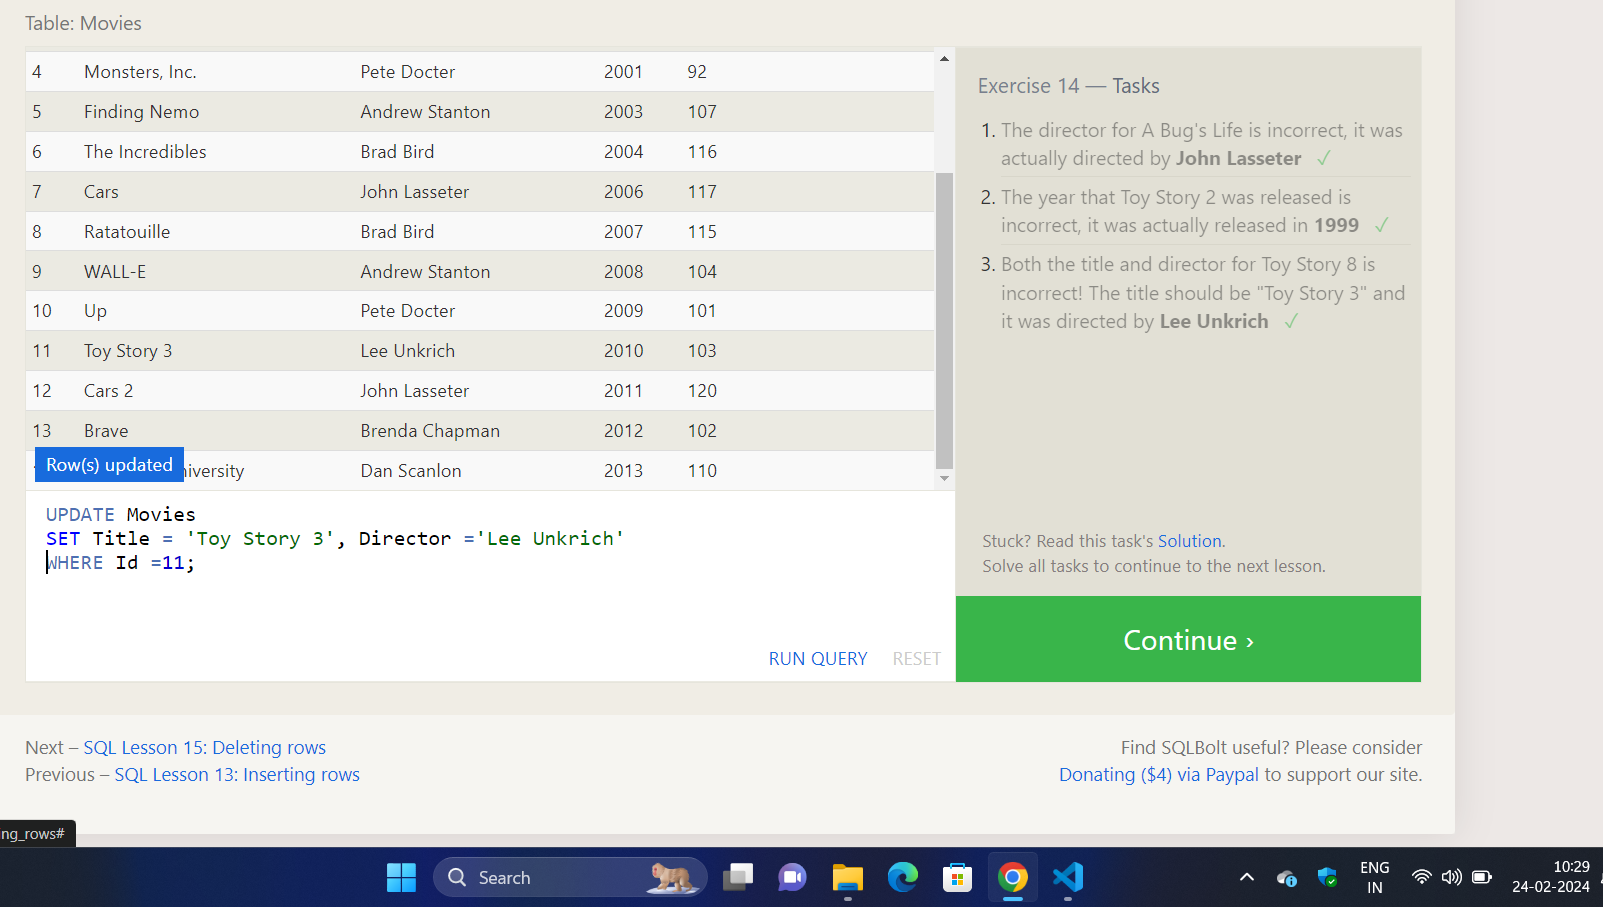 Table: Movies
4 Monsters, Inc. Pete Docter 2001 92
5 Finding Nemo Andrew Stanton 2003 107
6 The Incredibles Brad Bird 2004 116
7 Cars John Lasseter 2006 117
8 Ratatouille Brad Bird 2007 115
9 WALL-E Andrew Stanton 2008 104
10 Up Pete Docter 2009 101
11 Toy Story 3 Lee Unkrich 2010 103
12 Cars 2 John Lasseter 2011 120
13 Brave Brenda Chapman 2012 102
Row(s) updated
iversity Dan Scanlon 2013 110
UPDATE Movies
SET Title = 'Toy Story 3', Director ='Lee Unkrich'
WHERE Id =11;
RUN QUERY RESET
Exercise 14 — Tasks
1. The director for A Bug's Life is incorrect, it was
actually directed by John Lasseter ✓
2. The year that Toy Story 2 was released is
incorrect, it was actually released in 1999 ✓
3. Both the title and director for Toy Story 8 is
incorrect! The title should be "Toy Story 3" and
it was directed by Lee Unkrich ✓
Stuck? Read this task's Solution.
Solve all tasks to continue to the next lesson.
Continue ›
Next – SQL Lesson 15: Deleting rows
Previous – SQL Lesson 13: Inserting rows
Find SQLBolt useful? Please consider
Donating ($4) via Paypal to support our site.
ng_rows#
Search
ENG
IN
10:29
24-02-2024